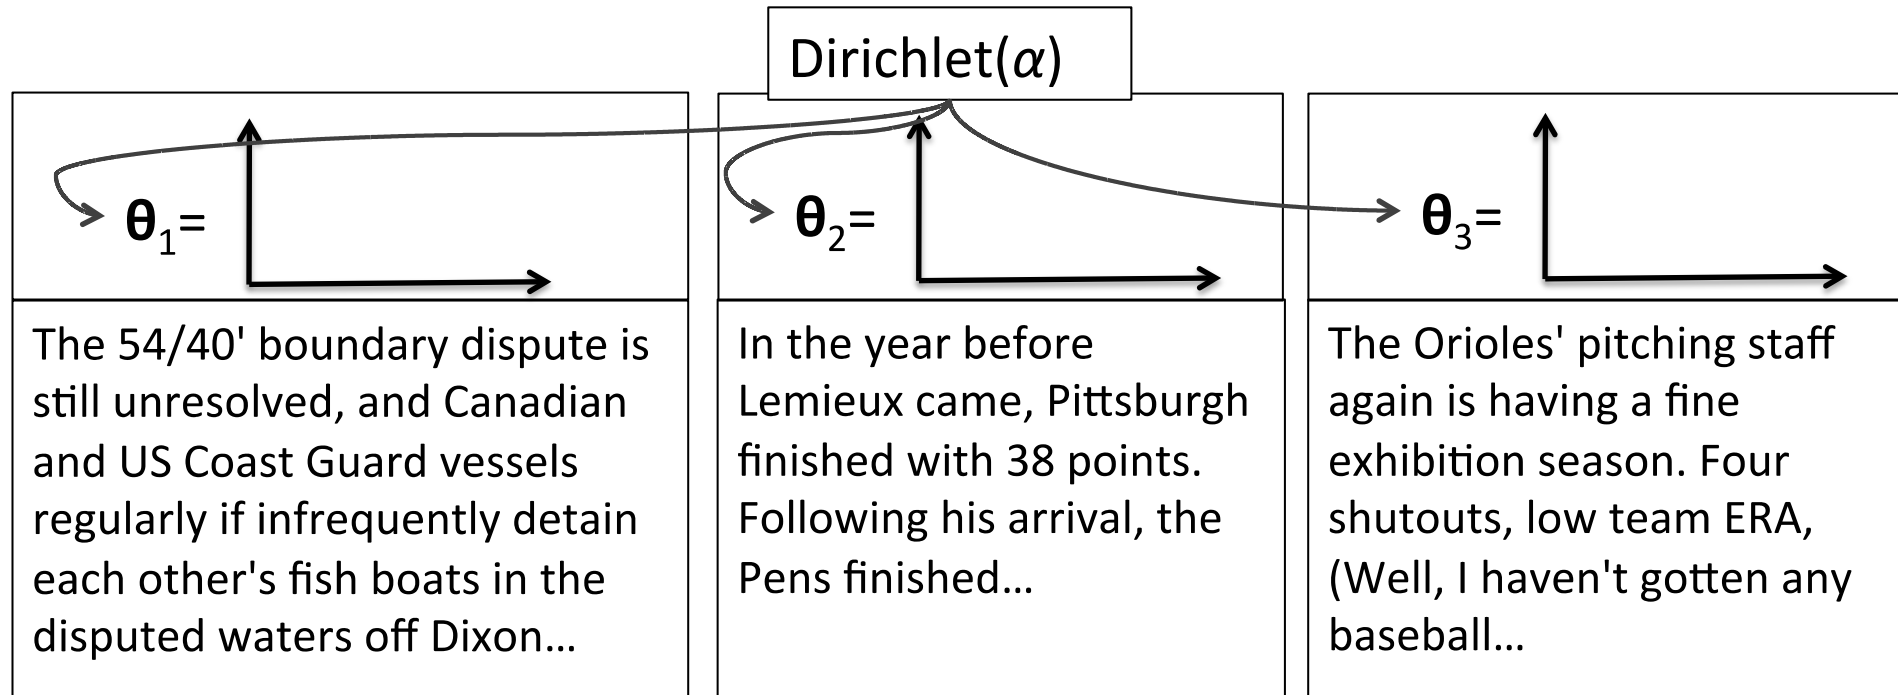 Dirichlet(α)
θ1=
θ2=
θ3=
The 54/40' boundary dispute is
still unresolved, and Canadian
and US Coast Guard vessels
regularly if infrequently detain
each other's fish boats in the
disputed waters off Dixon...
In the year before
Lemieux came, Pittsburgh
finished with 38 points.
Following his arrival, the
Pens finished...
The Orioles' pitching staff
again is having a fine
exhibition season. Four
shutouts, low team ERA,
(Well, I haven't gotten any
baseball...